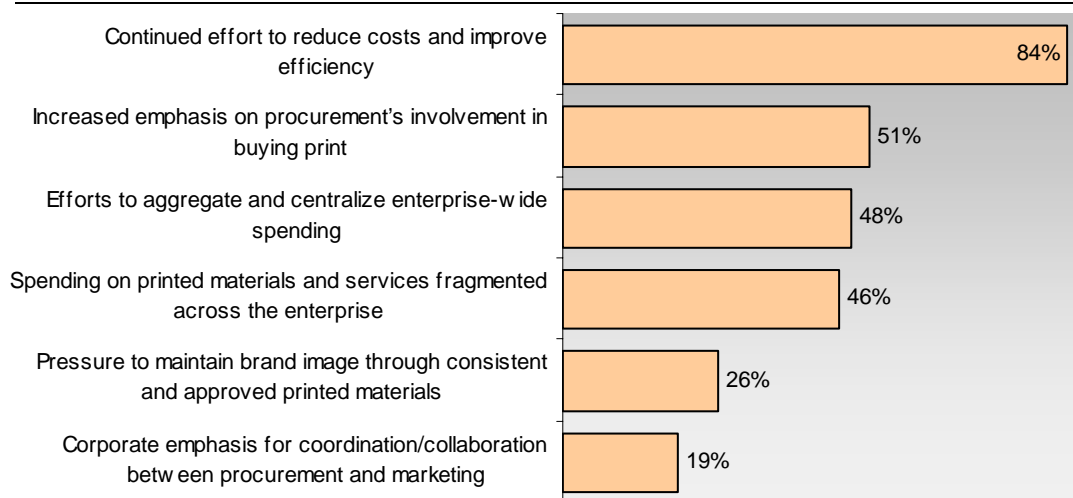 Continued effort to reduce costs and improve
efficiency
84%
Increased emphasis on procurement's involvement in
buying print
51%
Efforts to aggregate and centralize enterprise-wide
spending
48%
Spending on printed materials and services fragmented
across the enterprise
46%
Pressure to maintain brand image through consistent
and approved printed materials
26%
Corporate emphasis for coordination/collaboration
between procurement and marketing
19%